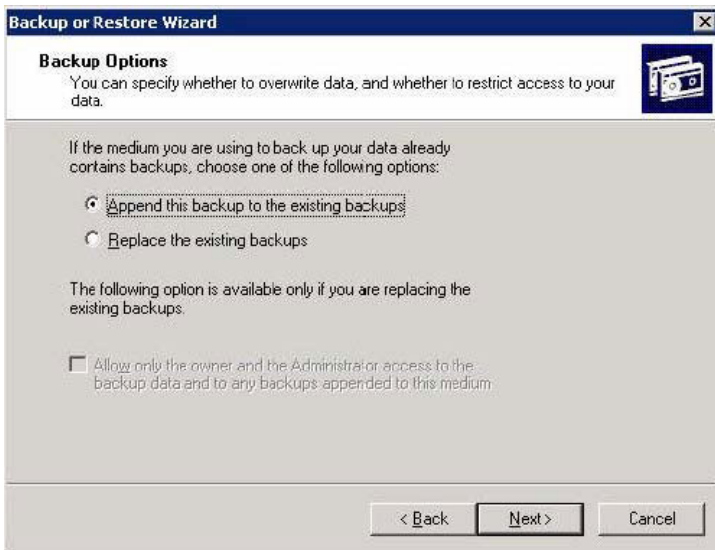 Backup or Restore Wizard
Backup Options
You can specify whether to overwrite data, and whether to restrict access to your
data.
If the medium you are using to back up your data already
contains backups, choose one of the following options:
Append this backup to the existing backups
Replace the existing backups
The following option is available only if you are replacing the
existing backups.
Allow only the owner and the Administrator access to the
backup data and to any backups appended to this medium
< Back
Next >
Cancel